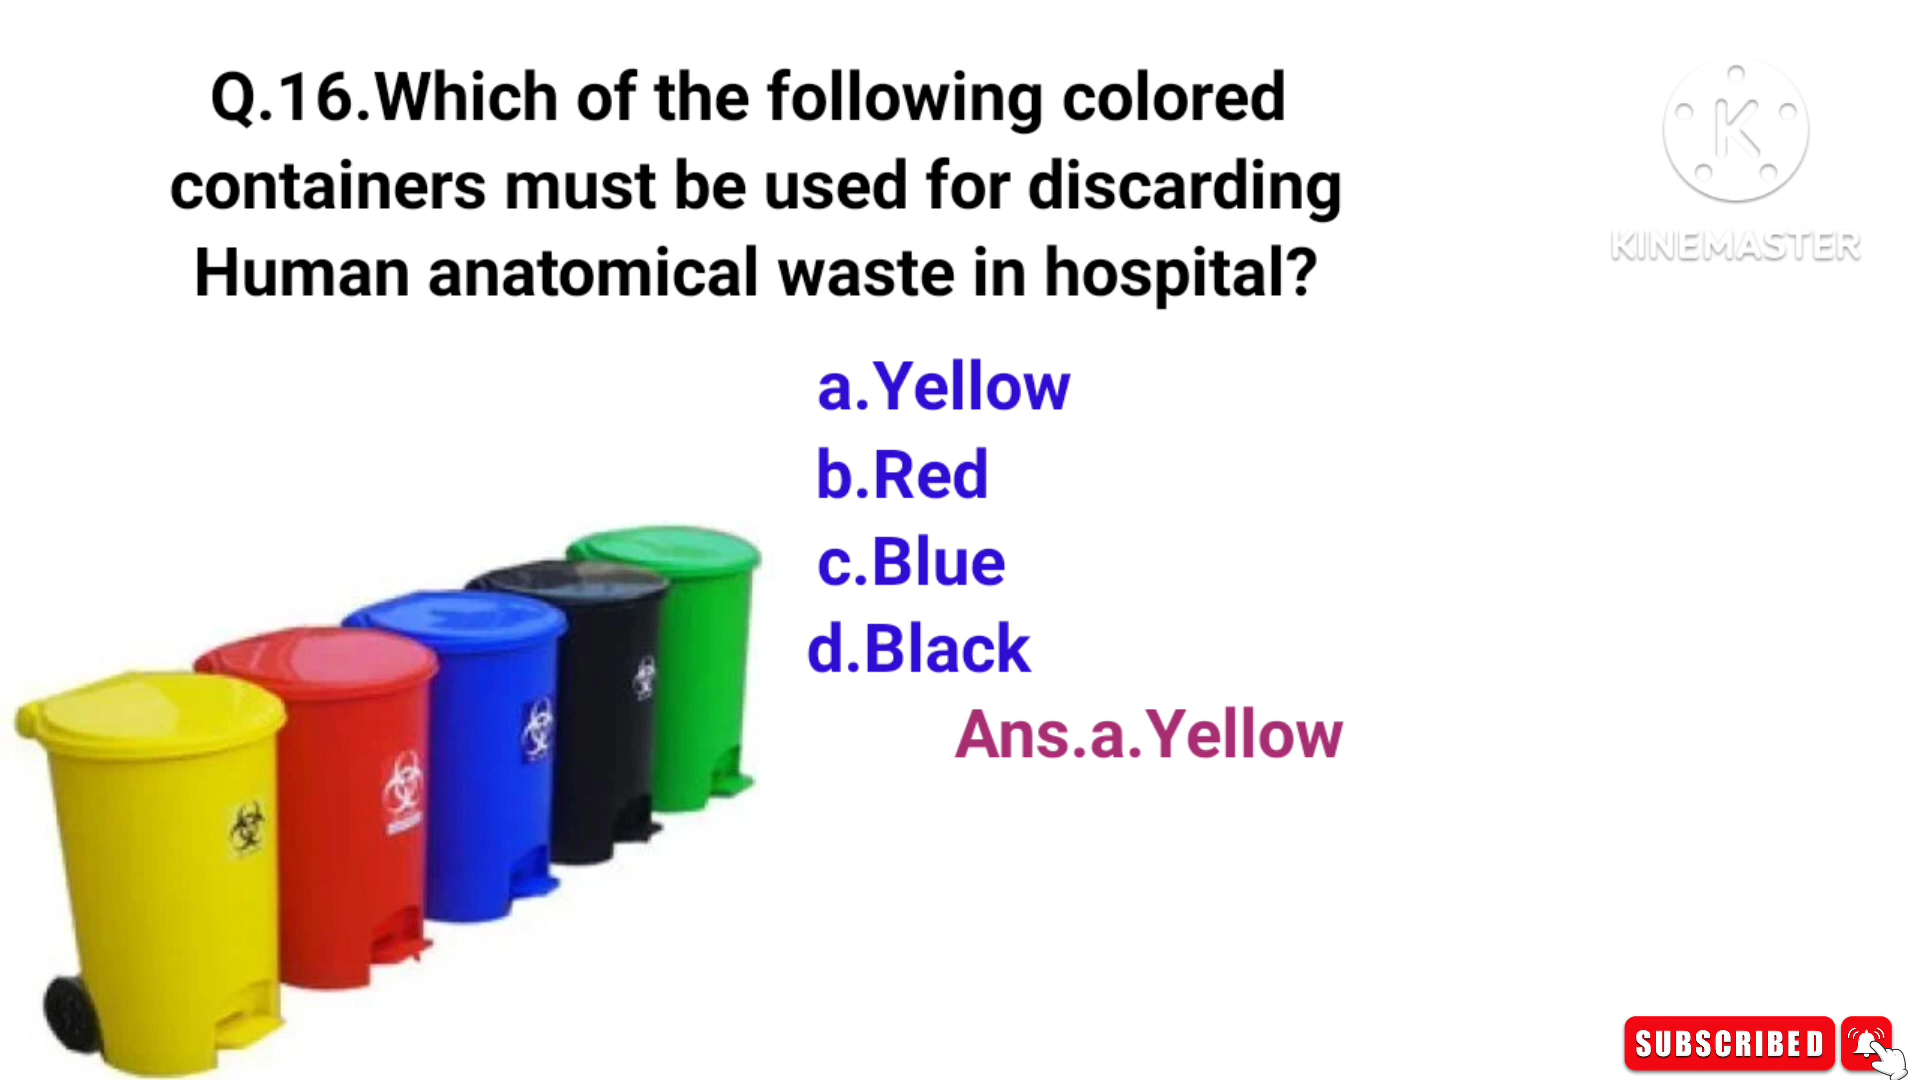 Q.16.Which of the following colored
containers must be used for discarding
Human anatomical waste in hospital?
a.Yellow
b.Red
c.Blue
d.Black
Ans.a.Yellow
K
KINEMASTER
SUBSCRIBED